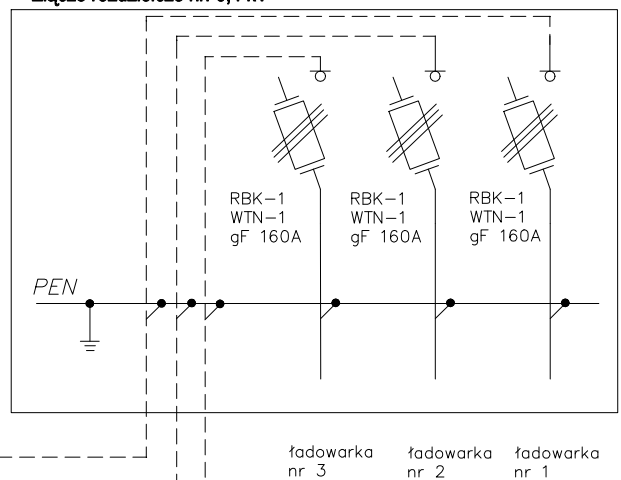 RBK-1
WTN-1
gF 160A
RBK-1
WTN-1
gF 160A
RBK-1
WTN-1
gF 160A
PEN
ładowarka
nr 3
ładowarka
nr 2
ładowarka
nr 1